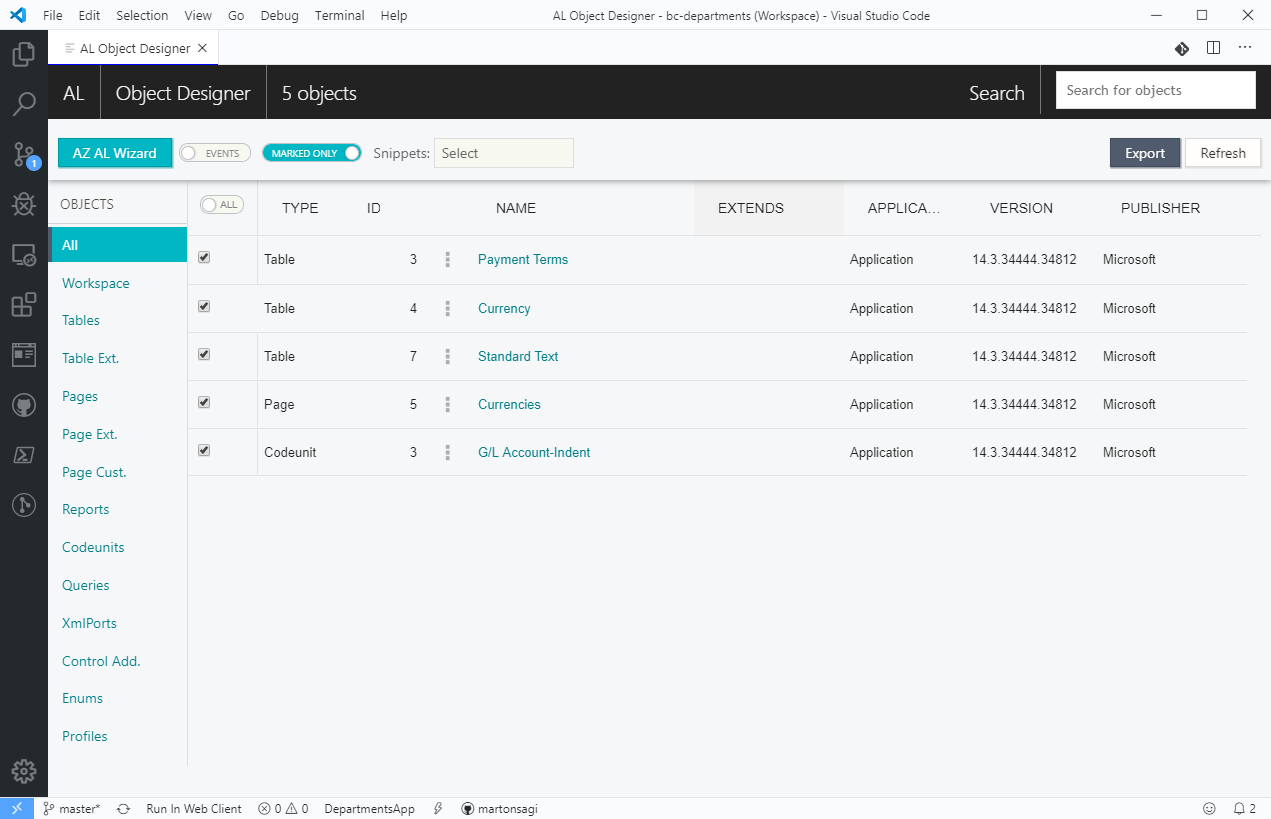 File Edit Selection View Go Debug Terminal Help AL Object Designer - bc-departments (Workspace) - Visual Studio Code
AL Object Designer
AL Object Designer 5 objects Search Search for objects
AZ AL Wizard EVENTS MARKED ONLY Snippets: Select Export Refresh
OBJECTS ALL TYPE ID NAME EXTENDS APPLICA... VERSION PUBLISHER
1
All
Table 3 Payment Terms Application 14.3.34444.34812 Microsoft
Workspace
Table 4 Currency Application 14.3.34444.34812 Microsoft
Tables
Table Ext.
Table 7 Standard Text Application 14.3.34444.34812 Microsoft
Pages
Page 5 Currencies Application 14.3.34444.34812 Microsoft
Page Ext.
Codeunit 3 G/L Account-Indent Application 14.3.34444.34812 Microsoft
Page Cust.
Reports
Codeunits
Queries
XmlPorts
Control Add.
Enums
Profiles
master* Run In Web Client 0 0 DepartmentsApp martonsagi 2